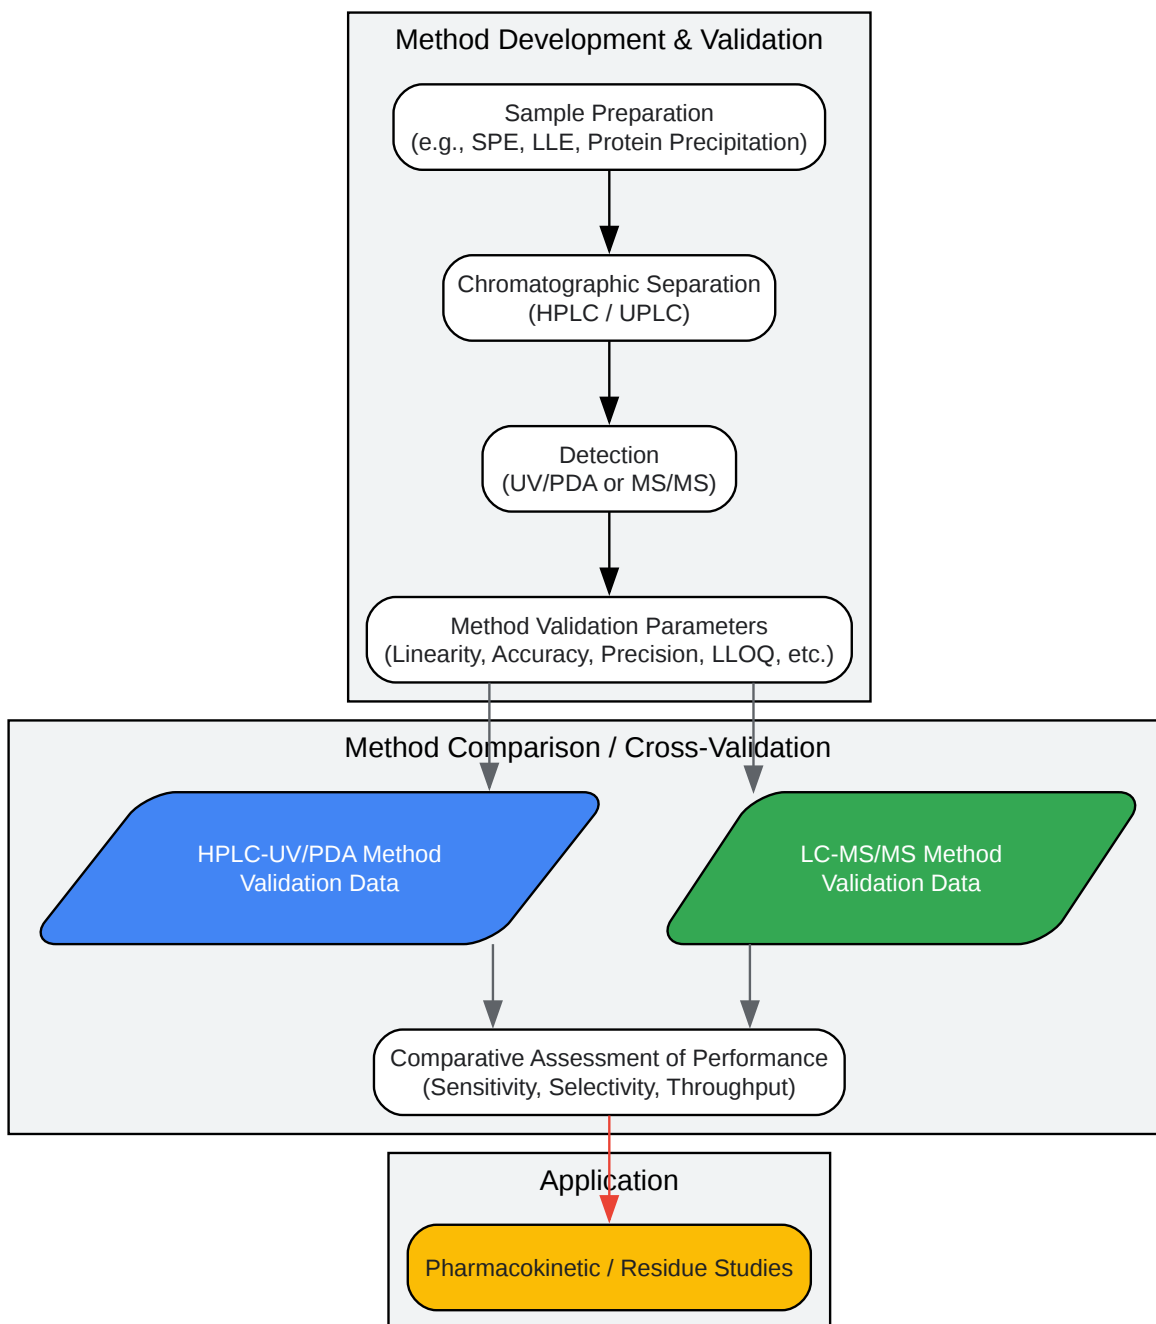 Method Development & Validation
Sample Preparation
(e.g., SPE, LLE, Protein Precipitation)
Chromatographic Separation
(HPLC / UPLC)
Detection
(UV/PDA or MS/MS)
Method Validation Parameters
(Linearity, Accuracy, Precision, LLOQ, etc.)
Method Comparison / Cross-Validation
HPLC-UV/PDA Method
Validation Data
LC-MS/MS Method
Validation Data
Comparative Assessment of Performance
(Sensitivity, Selectivity, Throughput)
Application
Pharmacokinetic / Residue Studies